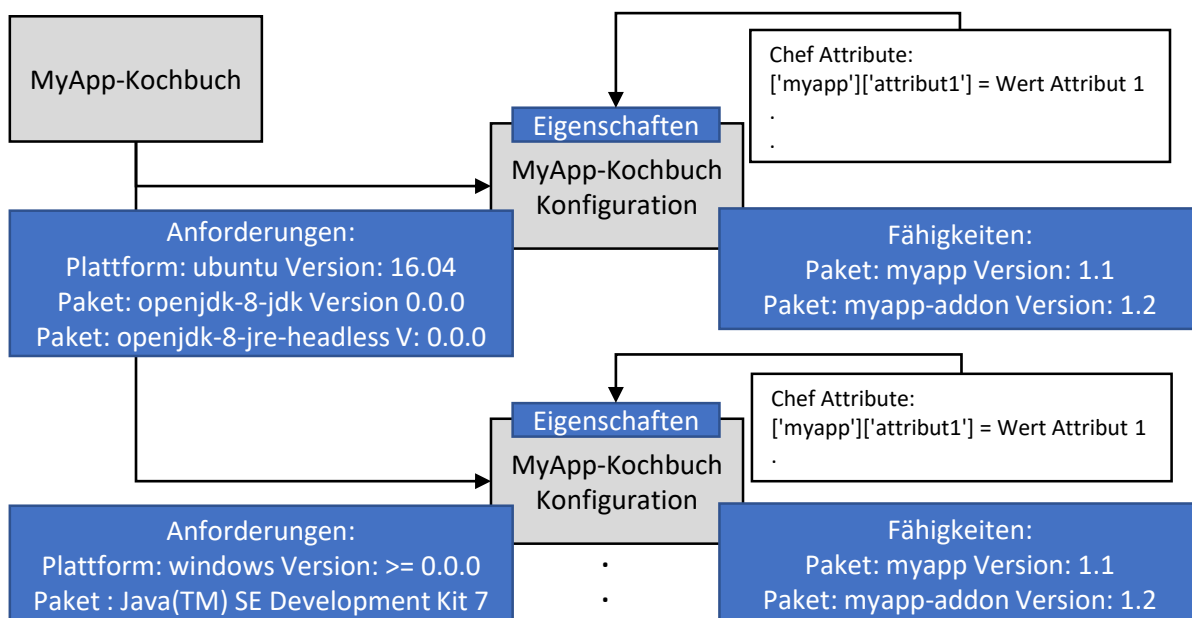 MyApp-Kochbuch
Chef Attribute:
['myapp']['attribut1'] = Wert Attribut 1
.
.
Eigenschaften
MyApp-Kochbuch
Konfiguration
Anforderungen:
Plattform: ubuntu Version: 16.04
Paket: openjdk-8-jdk Version 0.0.0
Paket: openjdk-8-jre-headless V: 0.0.0
Fähigkeiten:
Paket: myapp Version: 1.1
Paket: myapp-addon Version: 1.2
Chef Attribute:
['myapp']['attribut1'] = Wert Attribut 1
.
Eigenschaften
MyApp-Kochbuch
Konfiguration
Anforderungen:
Plattform: windows Version: >= 0.0.0
Paket : Java(TM) SE Development Kit 7
.
.
Fähigkeiten:
Paket: myapp Version: 1.1
Paket: myapp-addon Version: 1.2